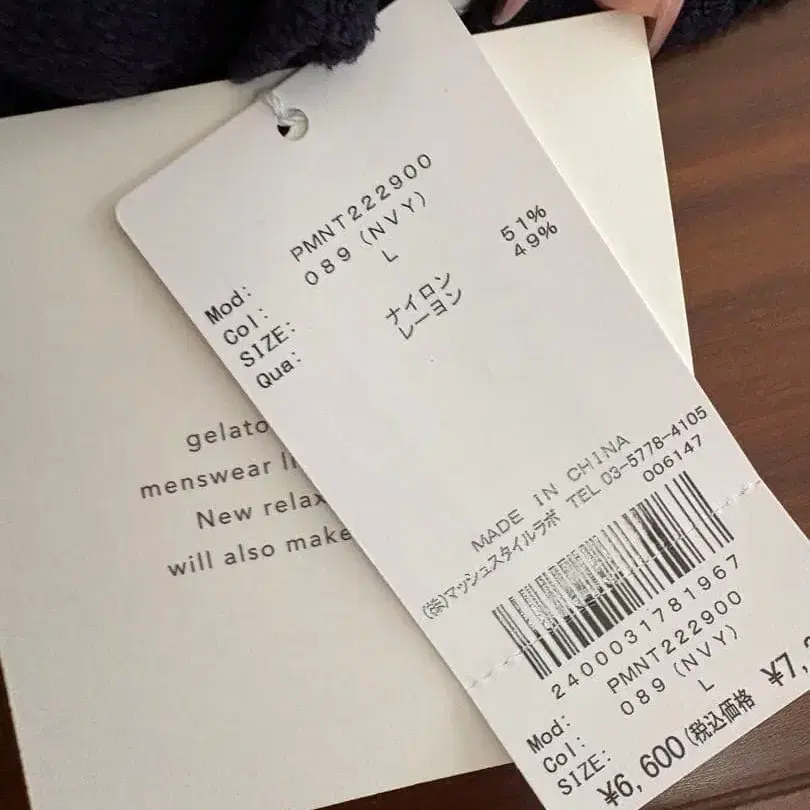 Mod: PMNT222900
Col: 089 (NVY)
SIZE: L
Qua: ナイロン 51%
レーヨン 49%
MADE IN CHINA
(株)マッシュスタイルラボ TEL 03-5778-4105
006147
2400031781967
Mod: PMNT222900
Col: 089 (NVY)
SIZE: L
¥6,600(税込価格 ¥7,
gelato
menswear
New relax
will also make